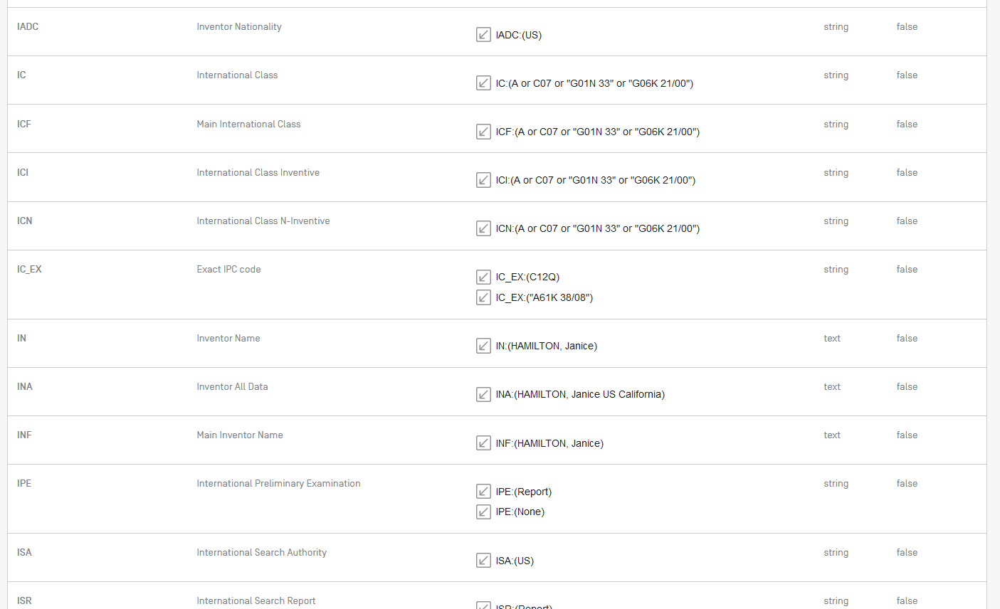 IADC Inventor Nationality IADC:(US) string false
IC International Class IC:(A or C07 or "G01N 33" or "G06K 21/00") string false
ICF Main International Class ICF:(A or C07 or "G01N 33" or "G06K 21/00") string false
ICI International Class Inventive ICI:(A or C07 or "G01N 33" or "G06K 21/00") string false
ICN International Class N-Inventive ICN:(A or C07 or "G01N 33" or "G06K 21/00") string false
IC_EX Exact IPC code IC_EX:(C12Q) string false
IC_EX:("A61K 38/08")
IN Inventor Name IN:(HAMILTON, Janice) text false
INA Inventor All Data INA:(HAMILTON, Janice US California) text false
INF Main Inventor Name INF:(HAMILTON, Janice) text false
IPE International Preliminary Examination IPE:(Report) string false
IPE:(None)
ISA International Search Authority ISA:(US) string false
ISR International Search Report ISR:(Report) string false